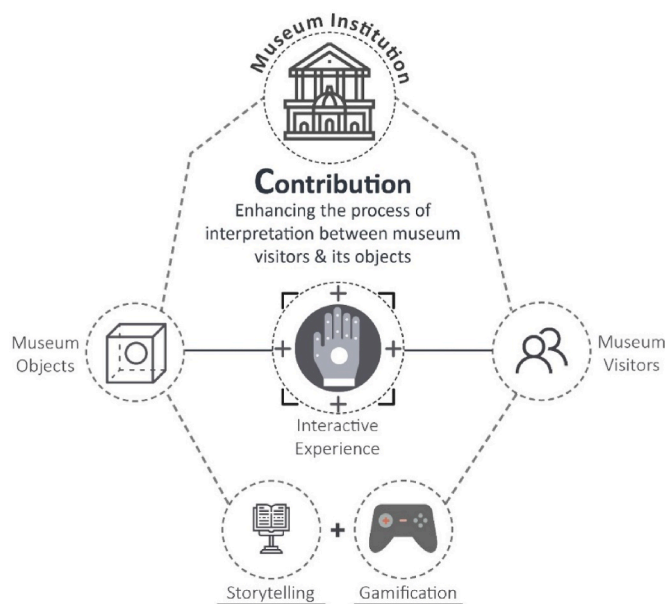 Museum Institution
Contribution
Enhancing the process of
interpretation between museum
visitors & its objects
Museum
Objects
Interactive
Experience
Museum
Visitors
Storytelling
+
Gamification